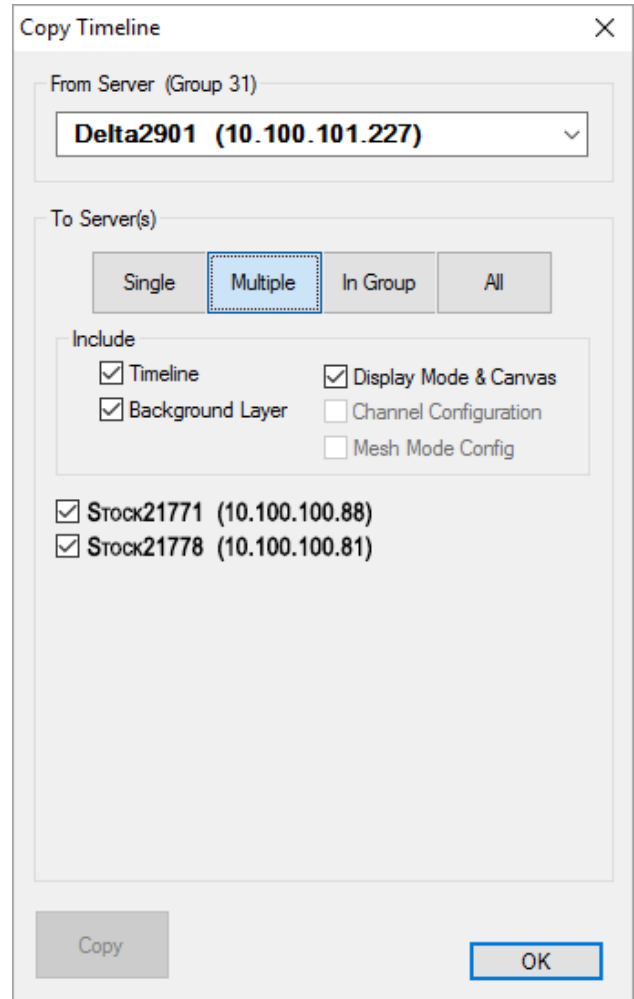 Copy Timeline
From Server (Group 31)
Delta2901 (10.100.101.227)
To Server(s)
Single Multiple In Group All
Include
Timeline Display Mode & Canvas
Background Layer Channel Configuration
Mesh Mode Config
Stock21771 (10.100.100.88)
Stock21778 (10.100.100.81)
Copy OK